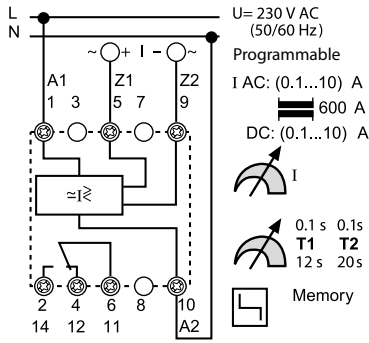 L
N
U= 230 V AC
(50/60 Hz)
~ + I − ~
Programmable
A1 Z1 Z2
1 3 5 7 9
I AC: (0.1...10) A
600 A
DC: (0.1...10) A
I
≃I≷
0.1 s 0.1s
T1 T2
12 s 20s
2 4 6 8 10
14 12 11 A2
Memory